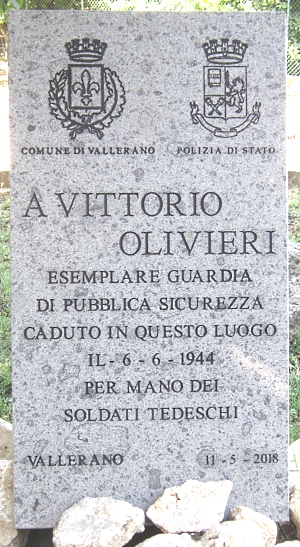 COMUNE DI VALLERANO POLIZIA DI STATO
A VITTORIO
OLIVIERI
ESEMPLARE GUARDIA
DI PUBBLICA SICUREZZA
CADUTO IN QUESTO LUOGO
IL - 6 - 6 - 1944
PER MANO DEI
SOLDATI TEDESCHI
VALLERANO 11 - 5 - 2018